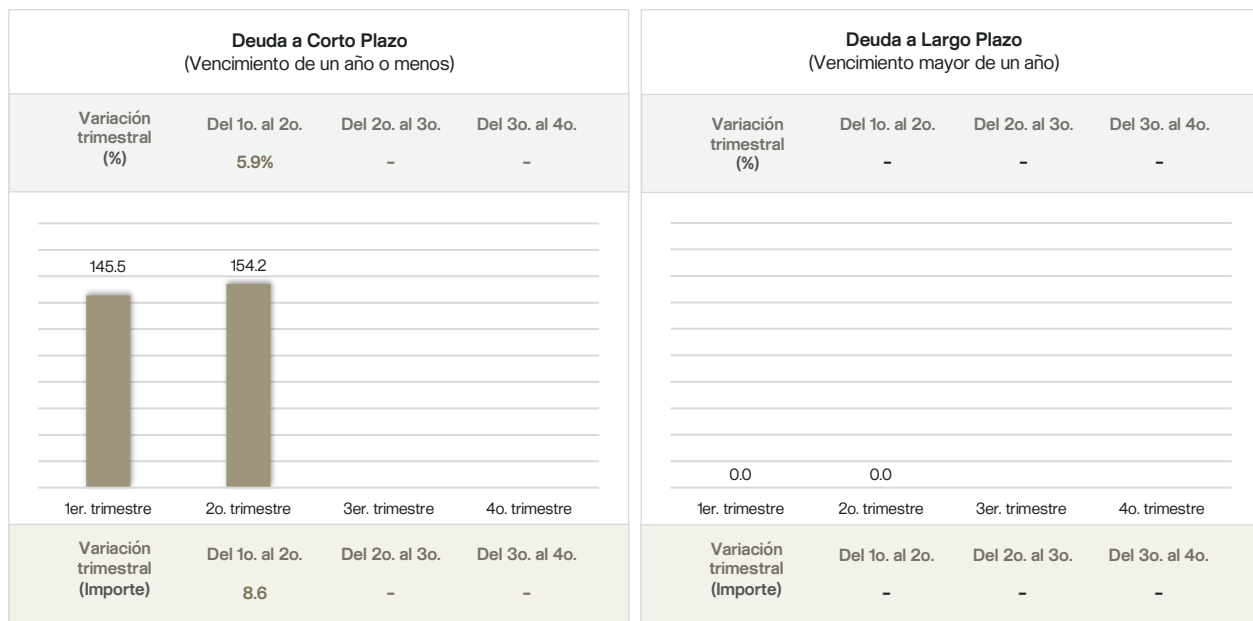 Deuda a Corto Plazo
(Vencimiento de un año o menos)
Variación
trimestral
(%)
Del 1o. al 2o.
Del 2o. al 3o.
Del 3o. al 4o.
5.9%
–
–
145.5
154.2
1er. trimestre
2o. trimestre
3er. trimestre
4o. trimestre
Variación
trimestral
(Importe)
Del 1o. al 2o.
Del 2o. al 3o.
Del 3o. al 4o.
8.6
–
–
Deuda a Largo Plazo
(Vencimiento mayor de un año)
Variación
trimestral
(%)
Del 1o. al 2o.
Del 2o. al 3o.
Del 3o. al 4o.
–
–
–
0.0
0.0
1er. trimestre
2o. trimestre
3er. trimestre
4o. trimestre
Variación
trimestral
(Importe)
Del 1o. al 2o.
Del 2o. al 3o.
Del 3o. al 4o.
–
–
–